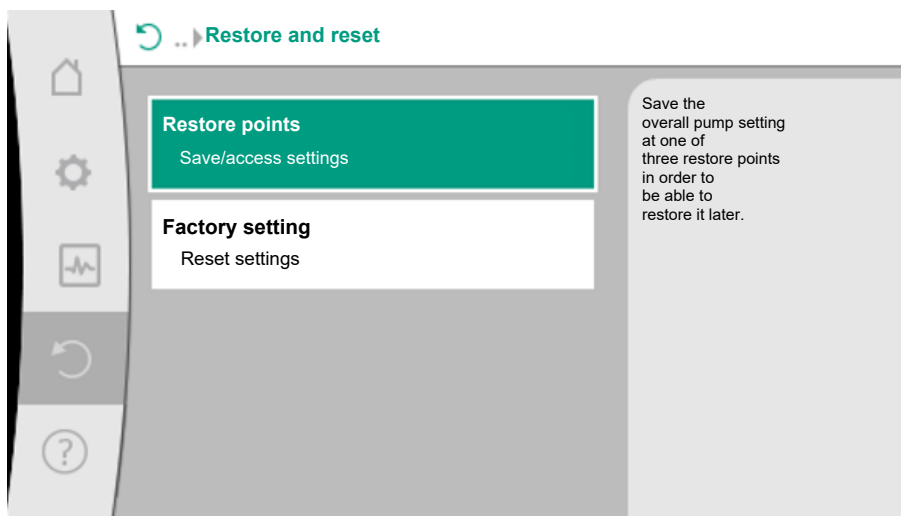 .. Restore and reset
Restore points
Save/access settings
Factory setting
Reset settings
Save the
overall pump setting
at one of
three restore points
in order to
be able to
restore it later.
?